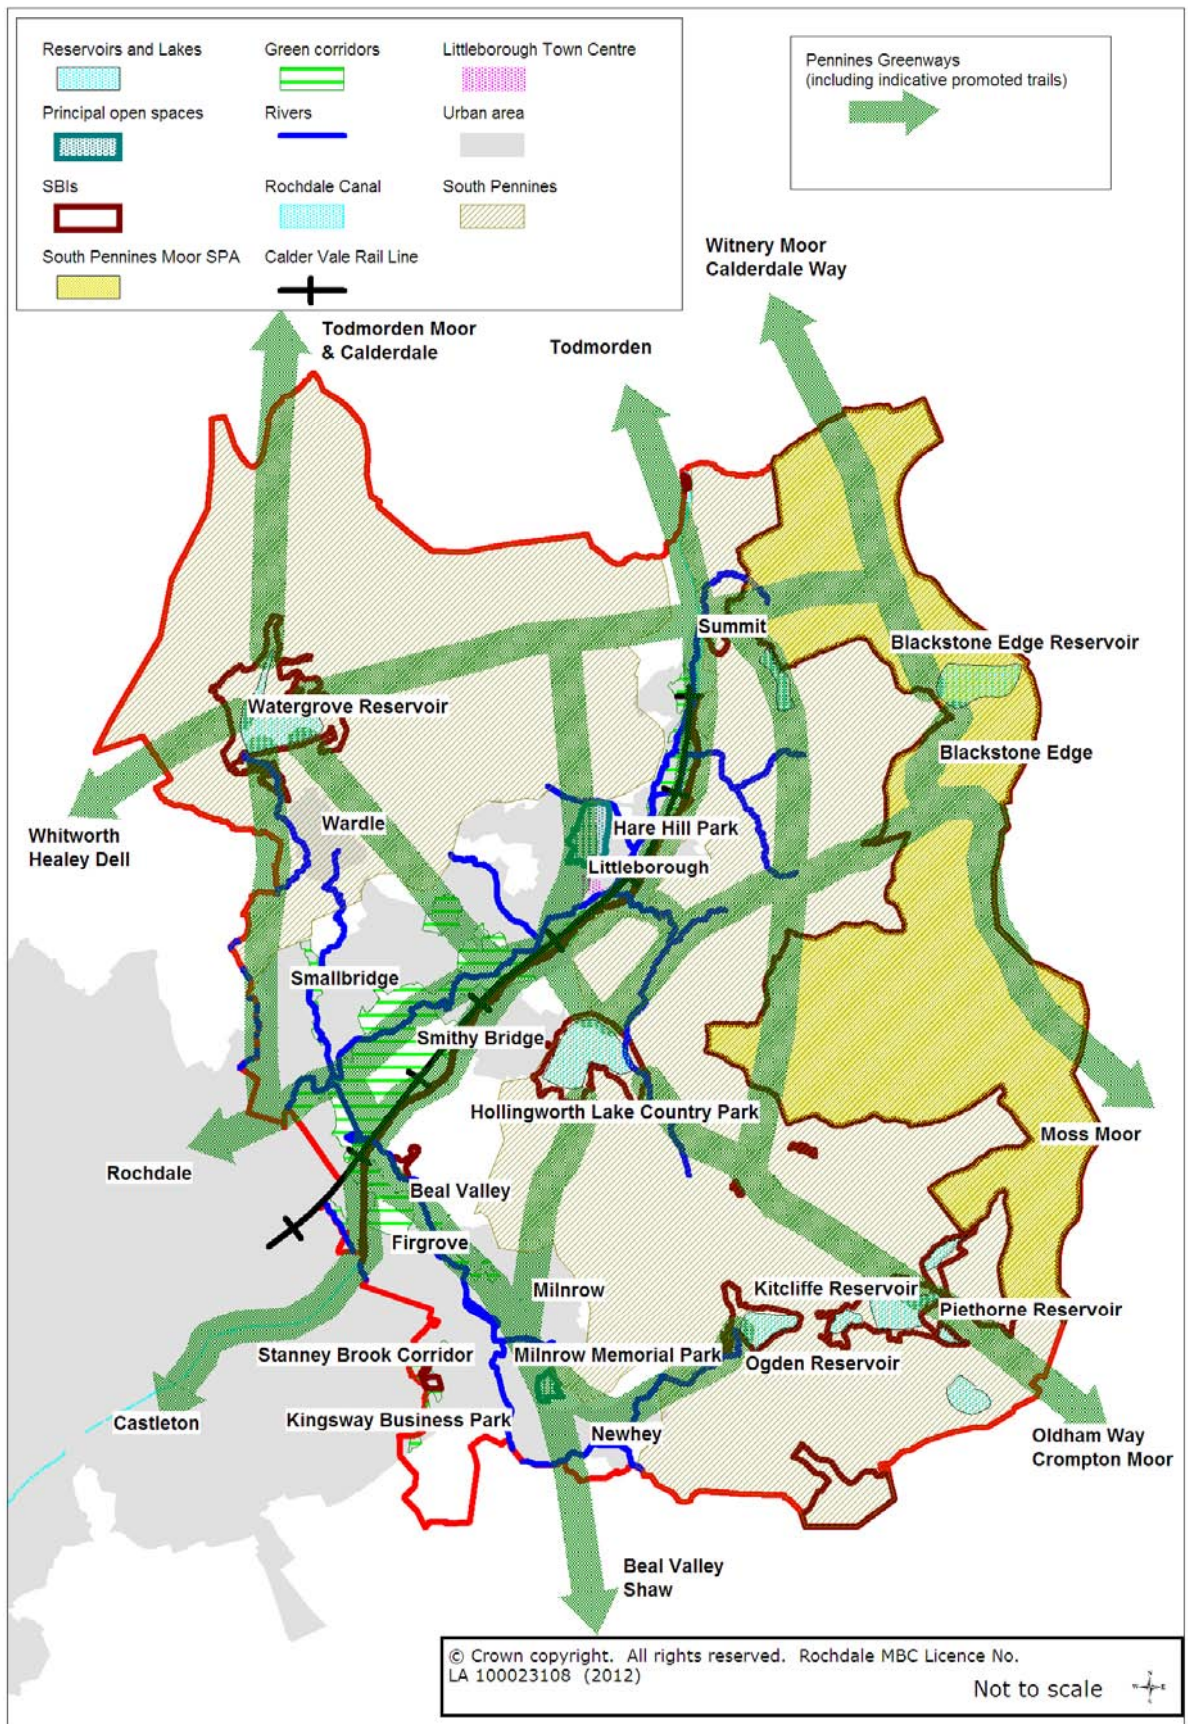 Reservoirs and Lakes
Green corridors
Littleborough Town Centre
Principal open spaces
Rivers
Urban area
SBIs
Rochdale Canal
South Pennines
South Pennines Moor SPA
Calder Vale Rail Line
Pennines Greenways
(including indicative promoted trails)
Witnery Moor
Calderdale Way
Todmorden Moor
& Calderdale
Todmorden
Summit
Blackstone Edge Reservoir
Watergrove Reservoir
Blackstone Edge
Wardle
Hare Hill Park
Whitworth
Healey Dell
Littleborough
Smallbridge
Smithy Bridge
Hollingworth Lake Country Park
Moss Moor
Rochdale
Beal Valley
Firgrove
Milnrow
Kitcliffe Reservoir
Piethorne Reservoir
Stanney Brook Corridor
Milnrow Memorial Park
Ogden Reservoir
Castleton
Kingsway Business Park
Newhey
Oldham Way
Crompton Moor
Beal Valley
Shaw
© Crown copyright. All rights reserved. Rochdale MBC Licence No.
LA 100023108 (2012)
Not to scale
N
W E
S